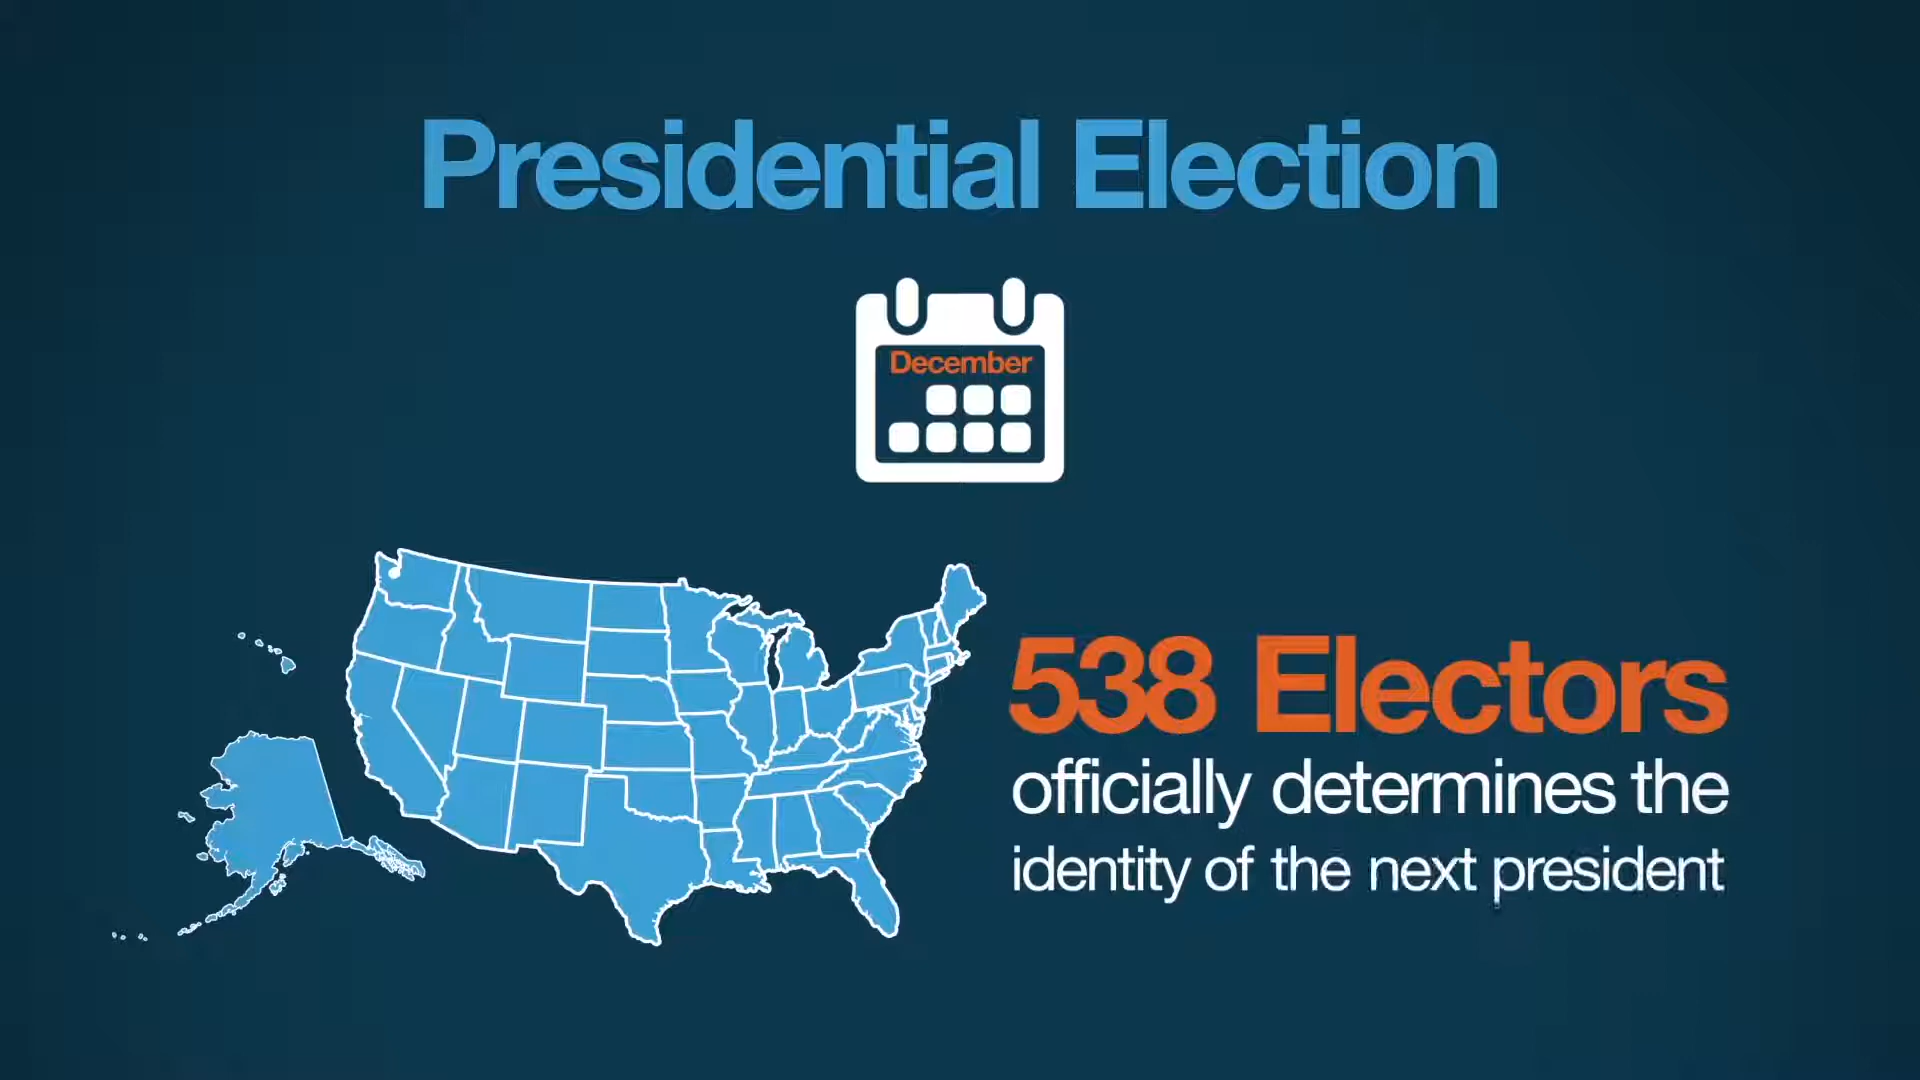 Presidential Election
December
538 Electors
officially determines the
identity of the next president